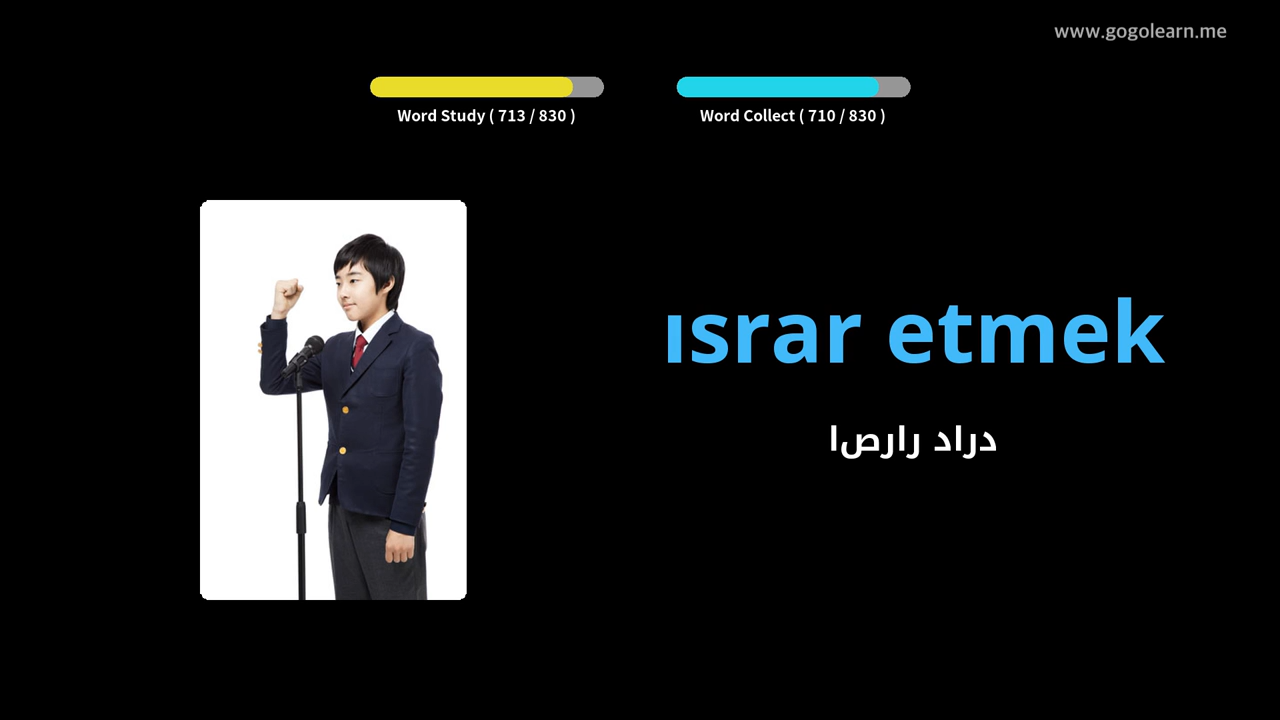 www.gogolearn.me
Word Study ( 713 / 830 )
Word Collect ( 710 / 830 )
ısrar etmek
دراد رارصا